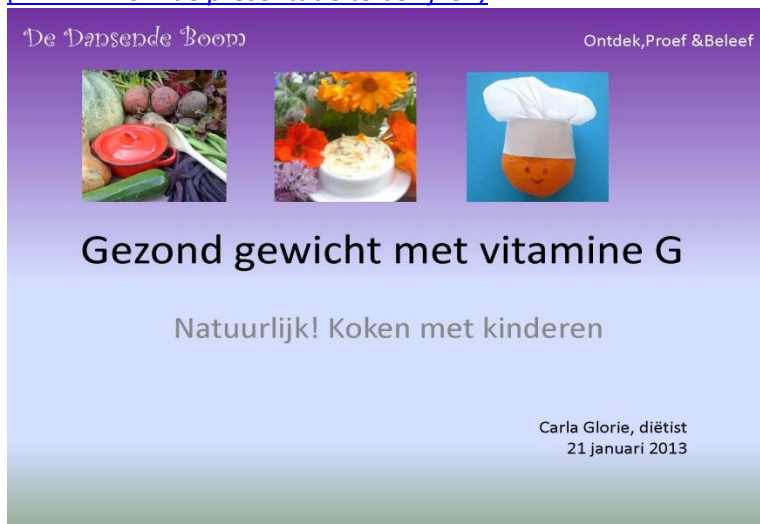 De Dansende Boom
Ontdek,Proef &Beleef
Gezond gewicht met vitamine G
Natuurlijk! Koken met kinderen
Carla Glorie, diëtist
21 januari 2013